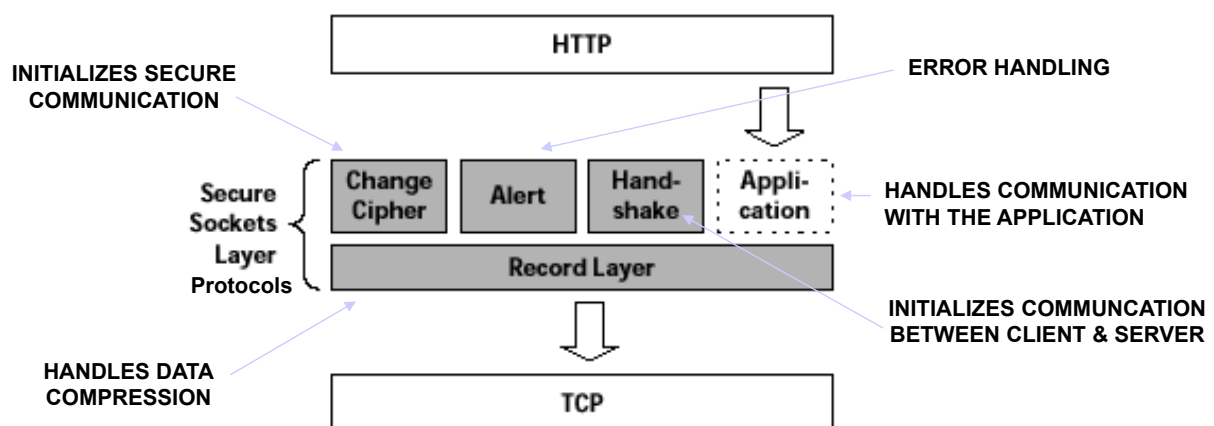 HTTP
INITIALIZES SECURE
COMMUNICATION
ERROR HANDLING
Secure
Sockets
Layer
Protocols
Change
Cipher
Alert
Hand-
shake
Appli-
cation
HANDLES COMMUNICATION
WITH THE APPLICATION
Record Layer
INITIALIZES COMMUNCATION
BETWEEN CLIENT & SERVER
HANDLES DATA
COMPRESSION
TCP